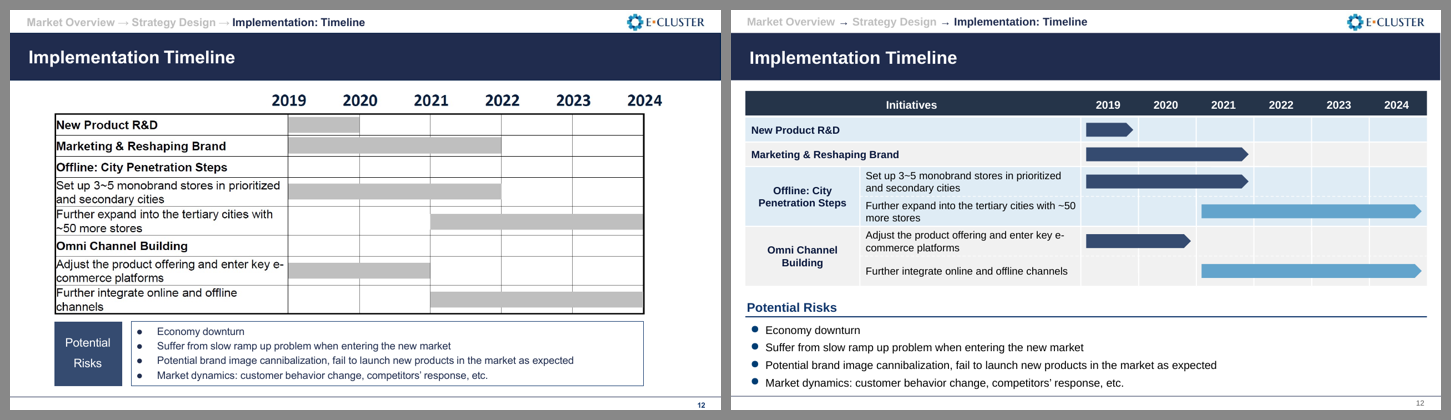 Market Overview → Strategy Design → Implementation: Timeline
E•CLUSTER
Implementation Timeline
2019 2020 2021 2022 2023 2024
New Product R&D
Marketing & Reshaping Brand
Offline: City Penetration Steps
Set up 3~5 monobrand stores in prioritized
and secondary cities
Further expand into the tertiary cities with
~50 more stores
Omni Channel Building
Adjust the product offering and enter key e-
commerce platforms
Further integrate online and offline
channels
Potential
Risks
● Economy downturn
● Suffer from slow ramp up problem when entering the new market
● Potential brand image cannibalization, fail to launch new products in the market as expected
● Market dynamics: customer behavior change, competitors’ response, etc.
12
Market Overview → Strategy Design → Implementation: Timeline
E•CLUSTER
Implementation Timeline
Initiatives 2019 2020 2021 2022 2023 2024
New Product R&D
Marketing & Reshaping Brand
Offline: City
Penetration Steps
Set up 3~5 monobrand stores in prioritized
and secondary cities
Further expand into the tertiary cities with ~50
more stores
Omni Channel
Building
Adjust the product offering and enter key e-
commerce platforms
Further integrate online and offline channels
Potential Risks
● Economy downturn
● Suffer from slow ramp up problem when entering the new market
● Potential brand image cannibalization, fail to launch new products in the market as expected
● Market dynamics: customer behavior change, competitors’ response, etc.
12